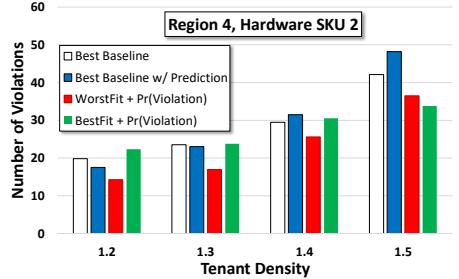 Region 4, Hardware SKU 2
Best Baseline
Best Baseline w/ Prediction
WorstFit + Pr(Violation)
BestFit + Pr(Violation)
Number of Violations
60
50
40
30
20
10
0
1.2 1.3 1.4 1.5
Tenant Density